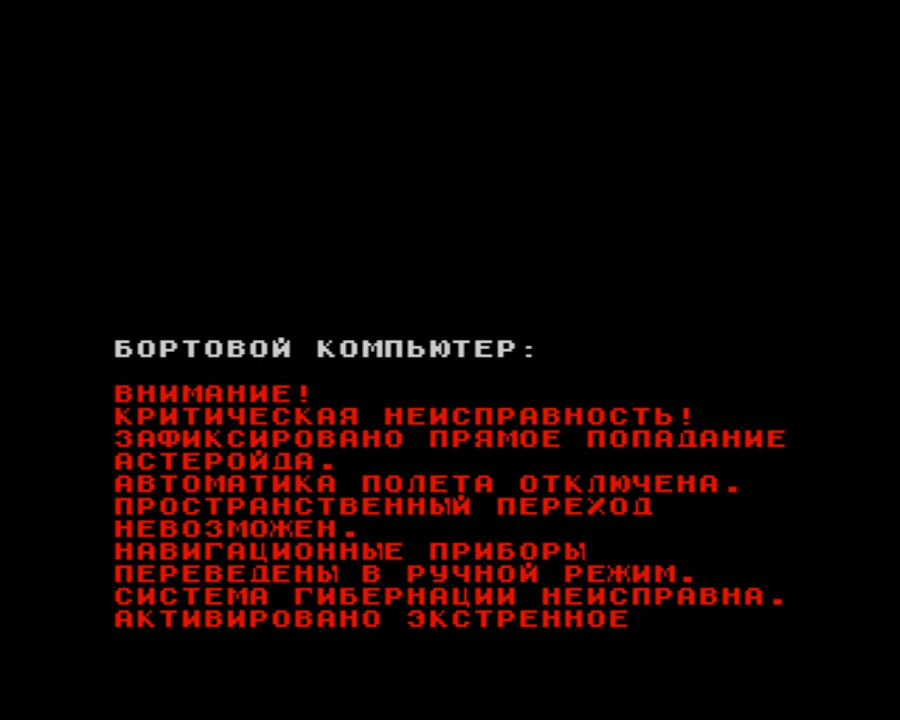 БОРТОВОЙ КОМПЬЮТЕР:
ВНИМАНИЕ!
КРИТИЧЕСКАЯ НЕИСПРАВНОСТЬ!
ЗАФИКСИРОВАНО ПРЯМОЕ ПОПАДАНИЕ
АСТЕРОЙДА.
АВТОМАТИКА ПОЛЕТА ОТКЛЮЧЕНА.
ПРОСТРАНСТВЕННЫЙ ПЕРЕХОД
НЕВОЗМОЖЕН.
НАВИГАЦИОННЫЕ ПРИБОРЫ
ПЕРЕВЕДЕНЫ В РУЧНОЙ РЕЖИМ.
СИСТЕМА ГИБЕРНАЦИИ НЕИСПРАВНА.
АКТИВИРОВАНО ЭКСТРЕННОЕ